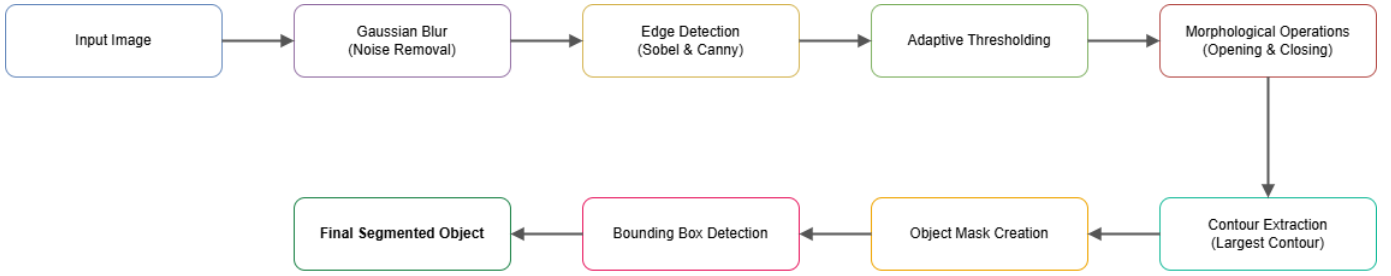 Input Image
Gaussian Blur
(Noise Removal)
Edge Detection
(Sobel & Canny)
Adaptive Thresholding
Morphological Operations
(Opening & Closing)
Contour Extraction
(Largest Contour)
Object Mask Creation
Bounding Box Detection
Final Segmented Object